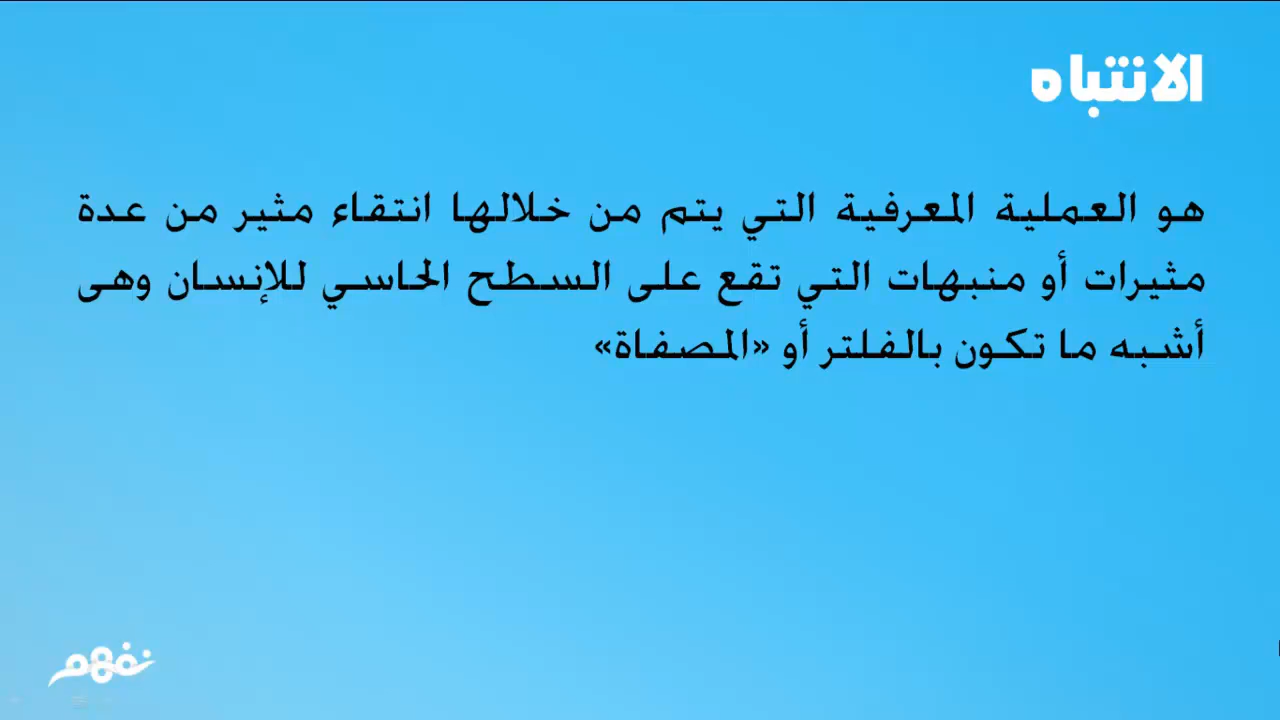 الانتباه
هو العملية المعرفية التي يتم من خلالها انتقاء مثير من عدة
مثيرات أو منبهات التي تقع على السطح الحاسي للإنسان وهى
أشبه ما تكون بالفلتر أو «المصفاة»
نفهم